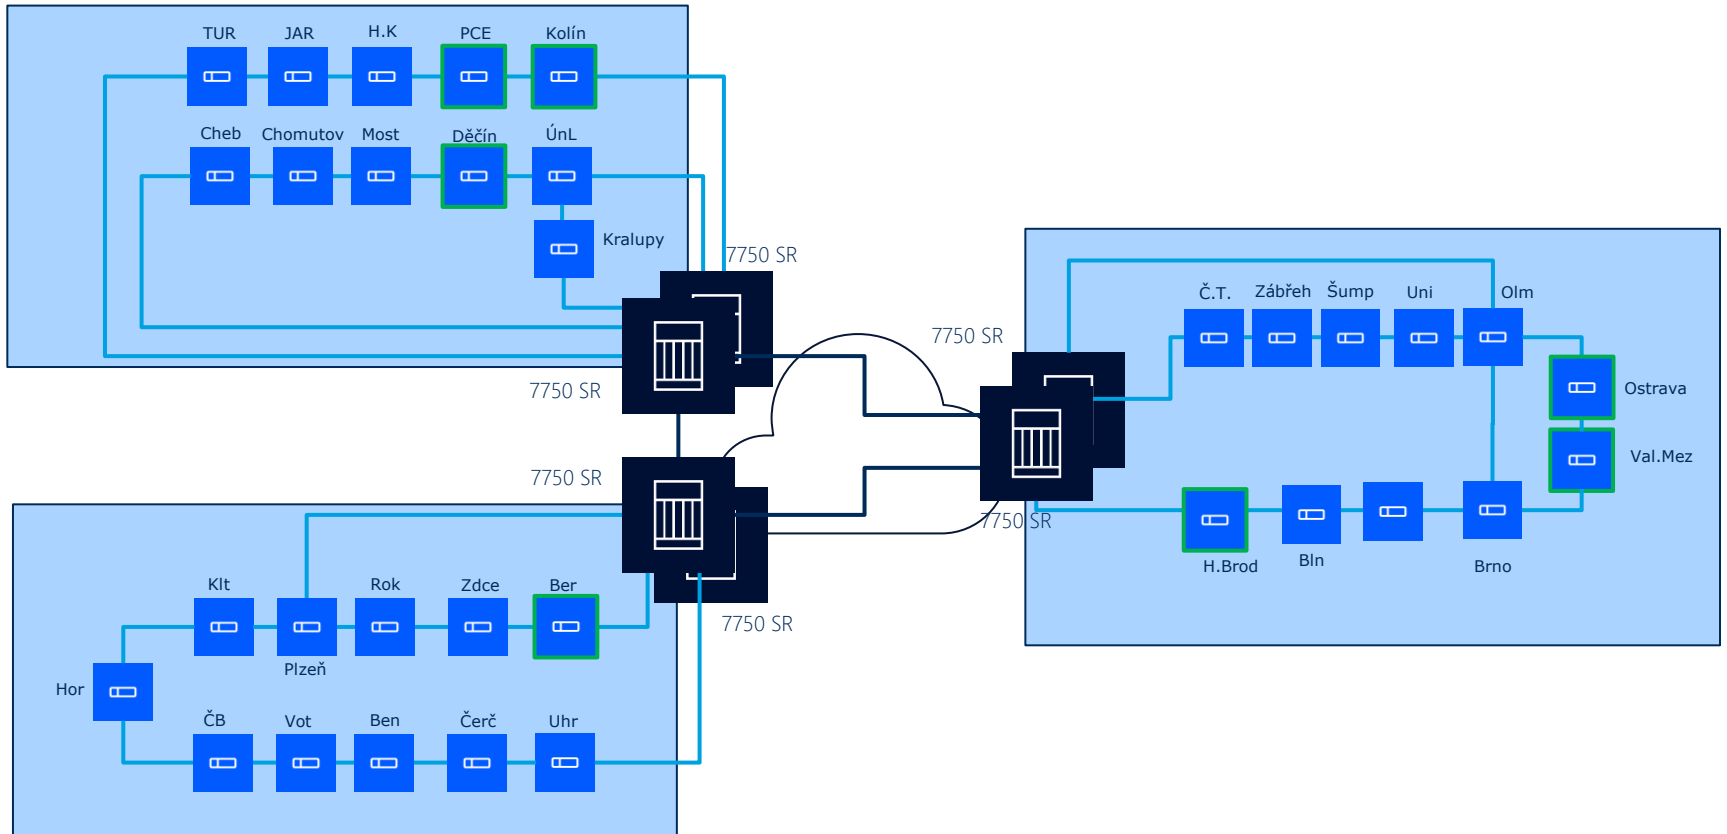 TUR
JAR
H.K
PCE
Kolín
Cheb
Chomutov
Most
Děčín
ÚnL
Kralupy
7750 SR
7750 SR
7750 SR
7750 SR
7750 SR
7750 SR
Č.T.
Zábřeh
Šump
Uni
Olm
Ostrava
Val.Mez
H.Brod
Bln
Brno
Klt
Plzeň
Rok
Zdce
Ber
Hor
ČB
Vot
Ben
Čerč
Uhr